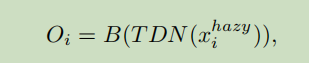 O_i = B(TDN(x_i^{hazy})),